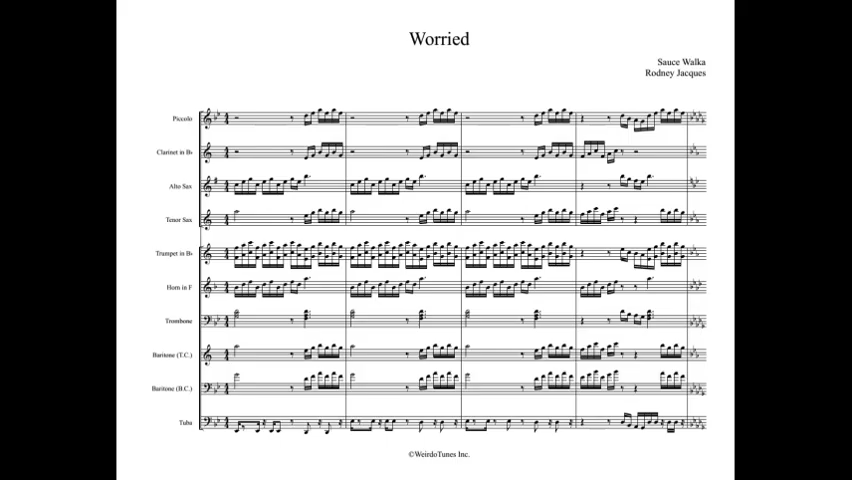 Worried
Sauce Walka
Rodney Jacques
Piccolo
Clarinet in B♭
Alto Sax
Tenor Sax
Trumpet in B♭
Horn in F
Trombone
Baritone (T.C.)
Baritone (B.C.)
Tuba
©WeirdoTunes Inc.